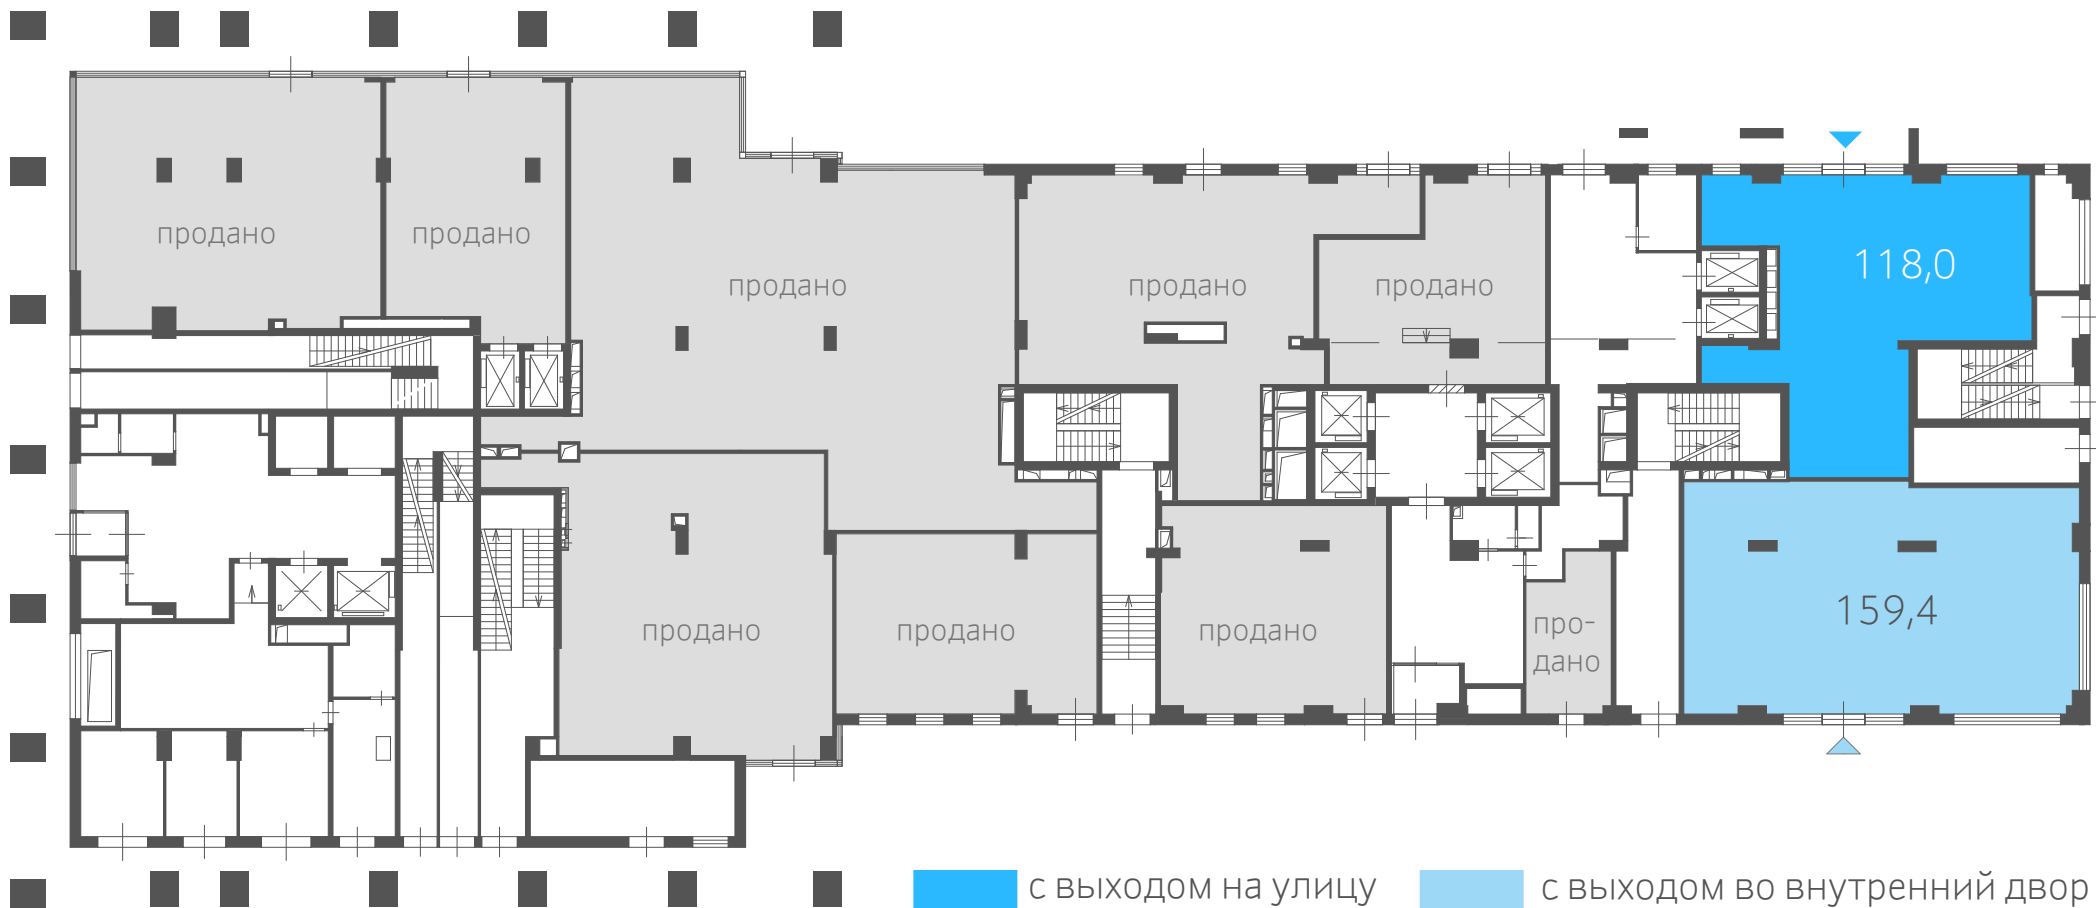 продано
продано
продано
продано
продано
118,0
продано
продано
продано
про-
дано
159,4
с выходом на улицу
с выходом во внутренний двор